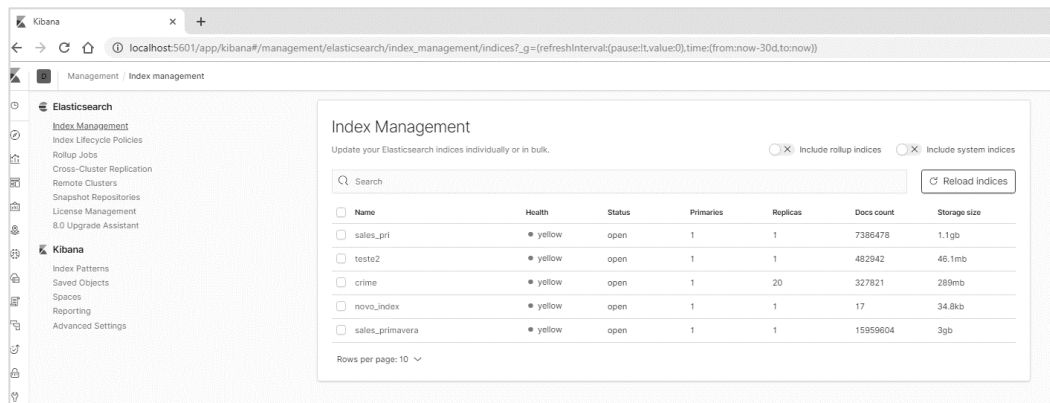 Kibana
localhost:5601/app/kibana#/management/elasticsearch/index_management/indices?_g=(refreshInterval:(pause:!t,value:0),time:(from:now-30d,to:now))
D Management / Index management
Elasticsearch
Index Management
Index Lifecycle Policies
Rollup Jobs
Cross-Cluster Replication
Remote Clusters
Snapshot Repositories
License Management
8.0 Upgrade Assistant
Kibana
Index Patterns
Saved Objects
Spaces
Reporting
Advanced Settings
Index Management
Update your Elasticsearch indices individually or in bulk.
Include rollup indices Include system indices
Search Reload indices
Name Health Status Primaries Replicas Docs count Storage size
sales_pri yellow open 1 1 7386478 1.1gb
teste2 yellow open 1 1 482942 46.1mb
crime yellow open 1 20 327821 289mb
novo_index yellow open 1 1 17 34.8kb
sales_primavera yellow open 1 1 15959604 3gb
Rows per page: 10